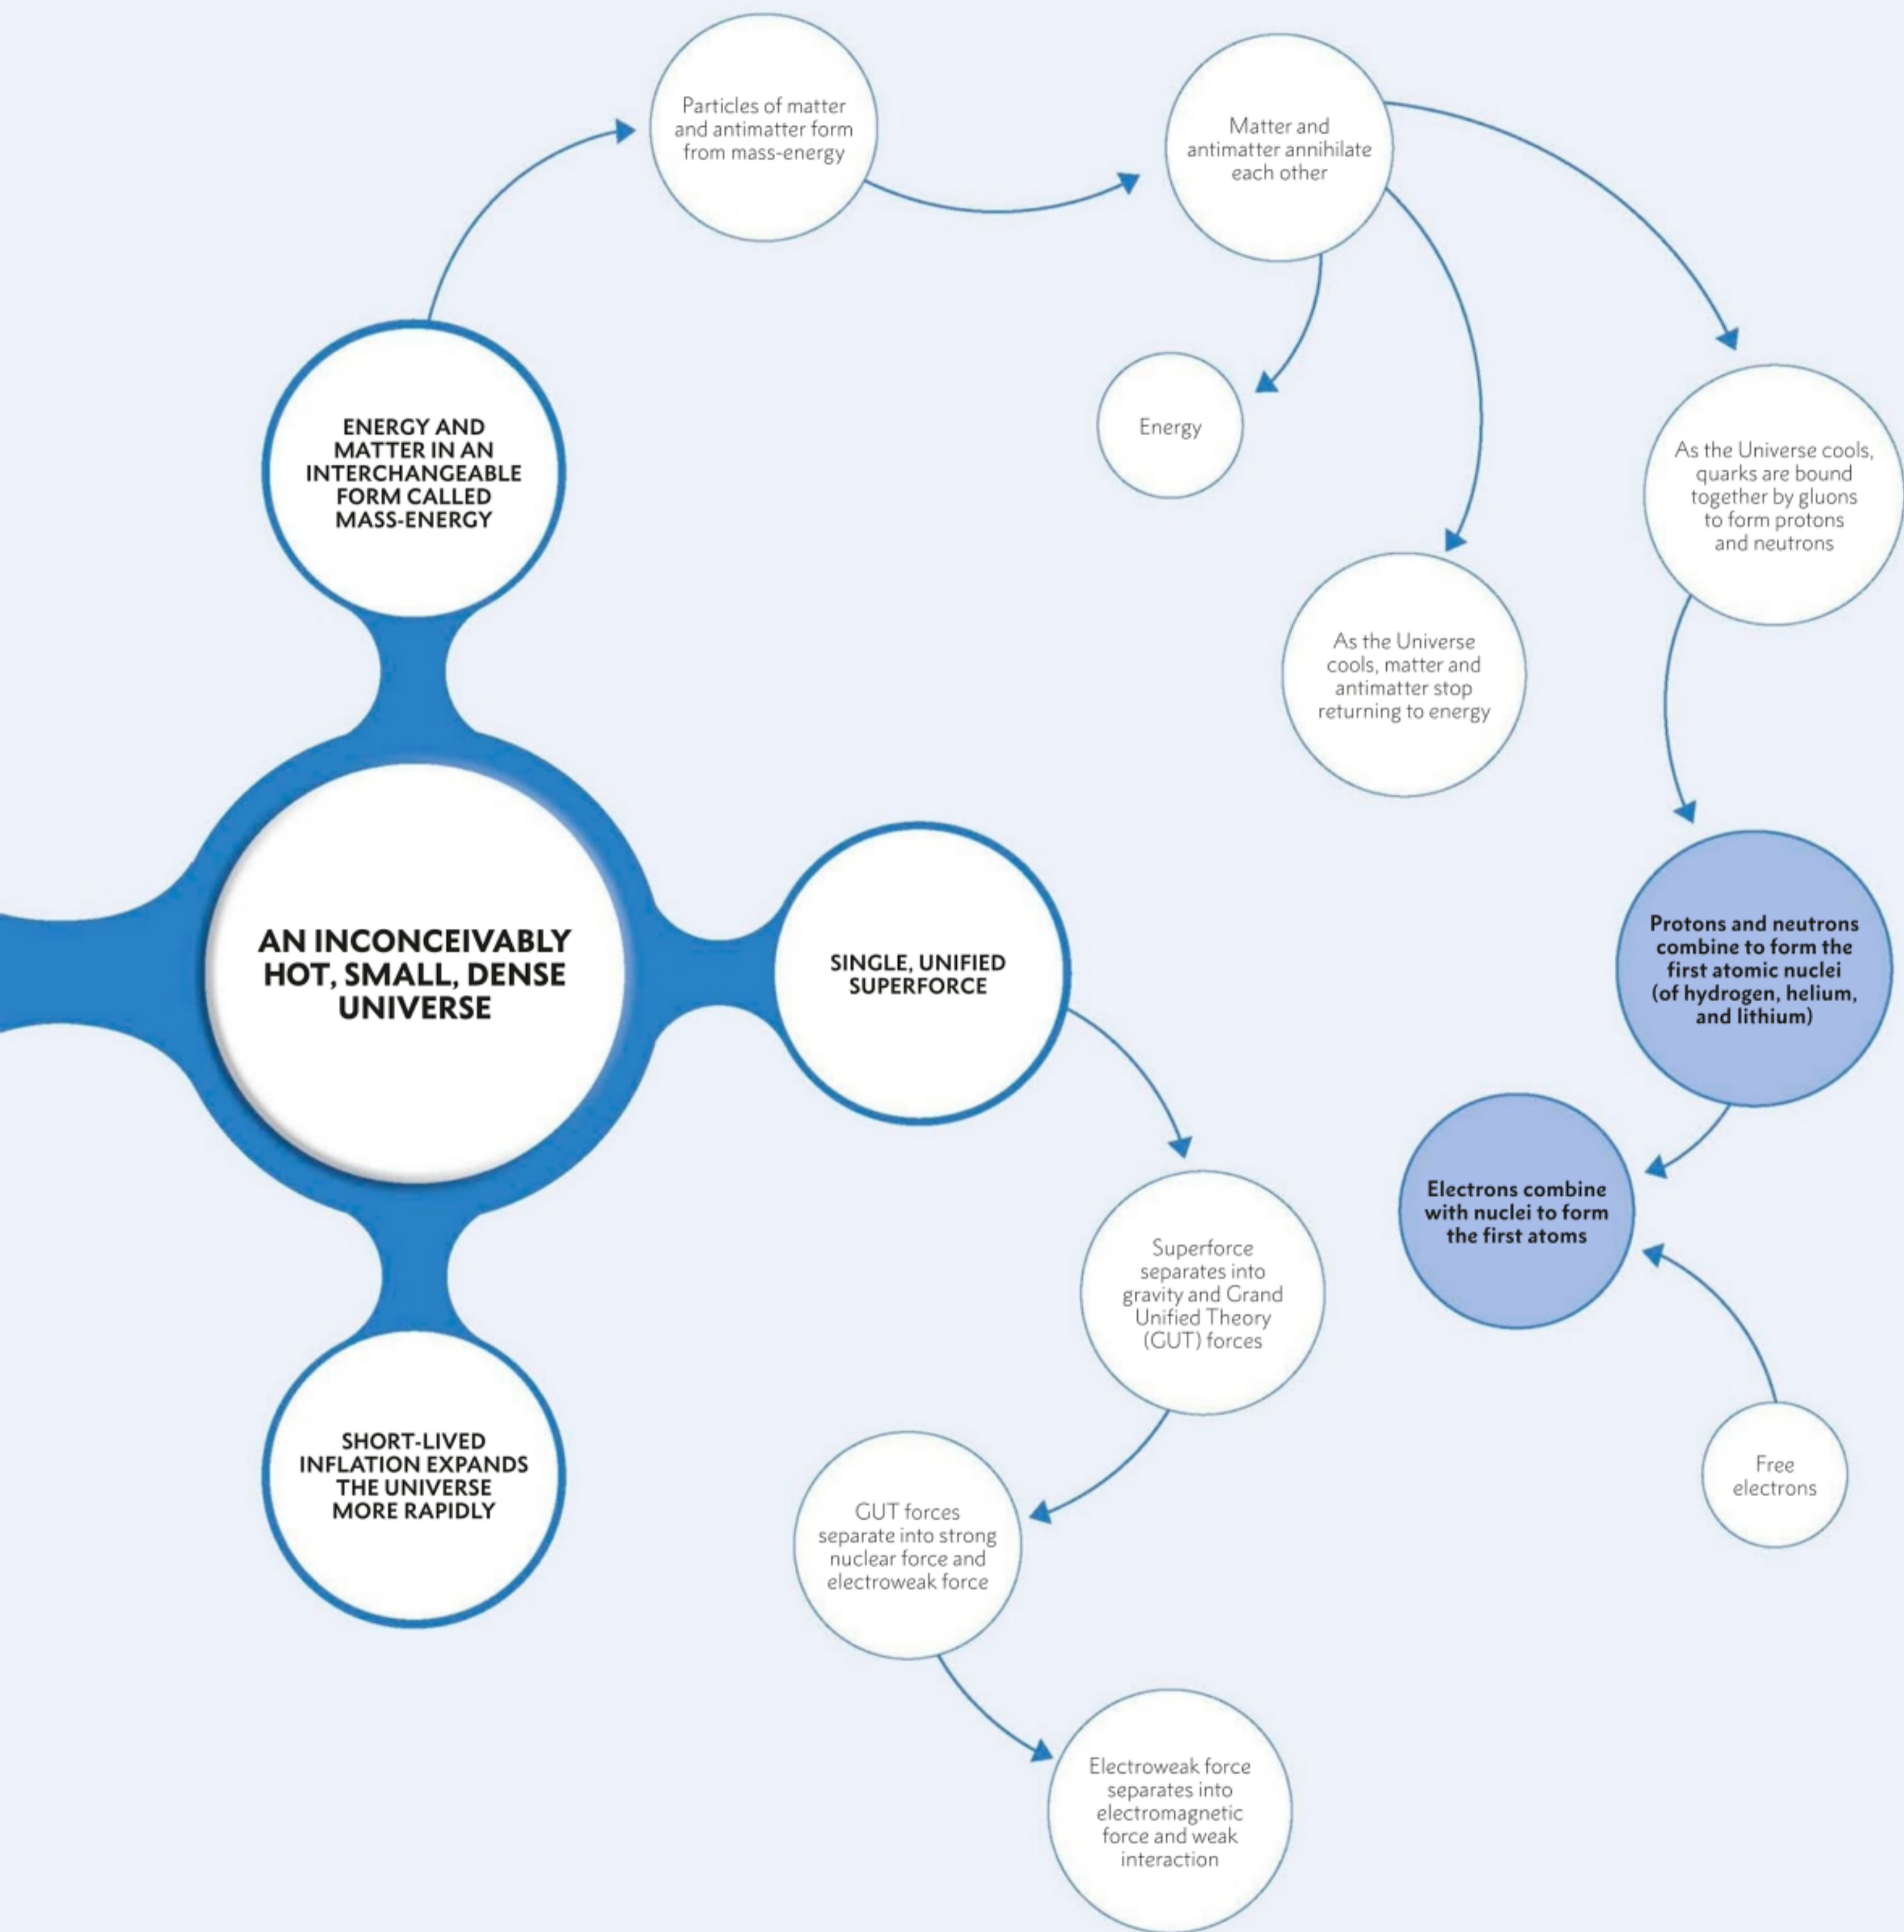 Particles of matter
and antimatter form
from mass-energy
Matter and
antimatter annihilate
each other
ENERGY AND
MATTER IN AN
INTERCHANGEABLE
FORM CALLED
MASS-ENERGY
Energy
As the Universe cools,
quarks are bound
together by gluons
to form protons
and neutrons
As the Universe
cools, matter and
antimatter stop
returning to energy
AN INCONCEIVABLY
HOT, SMALL, DENSE
UNIVERSE
SINGLE, UNIFIED
SUPERFORCE
Protons and neutrons
combine to form the
first atomic nuclei
(of hydrogen, helium,
and lithium)
Electrons combine
with nuclei to form
the first atoms
Superforce
separates into
gravity and Grand
Unified Theory
(GUT) forces
SHORT-LIVED
INFLATION EXPANDS
THE UNIVERSE
MORE RAPIDLY
GUT forces
separate into strong
nuclear force and
electroweak force
Free
electrons
Electroweak force
separates into
electromagnetic
force and weak
interaction